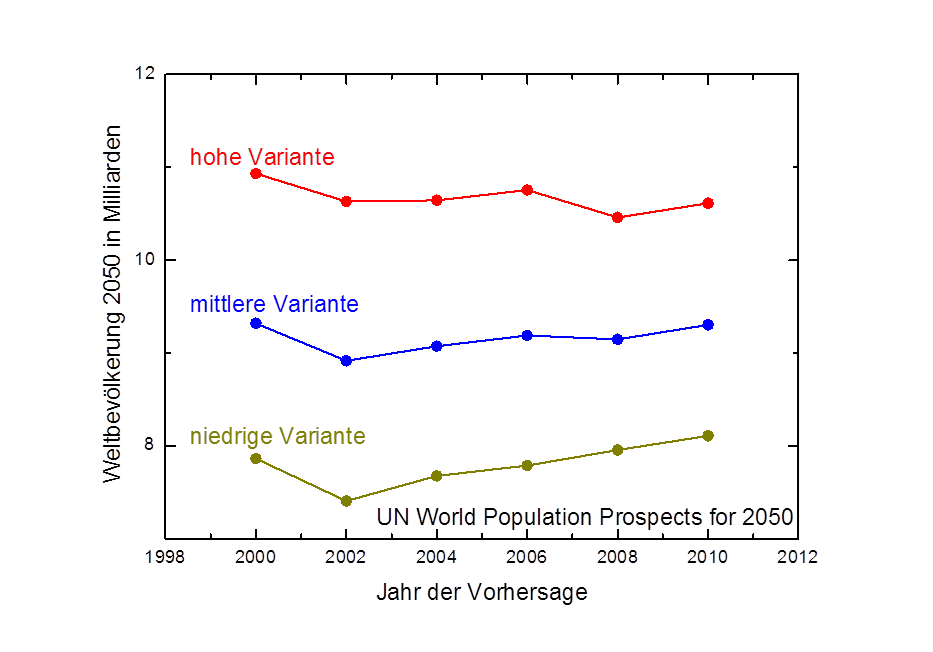 12
hohe Variante
10
mittlere Variante
niedrige Variante
8
Weltbevölkerung 2050 in Milliarden
UN World Population Prospects for 2050
1998 2000 2002 2004 2006 2008 2010 2012
Jahr der Vorhersage